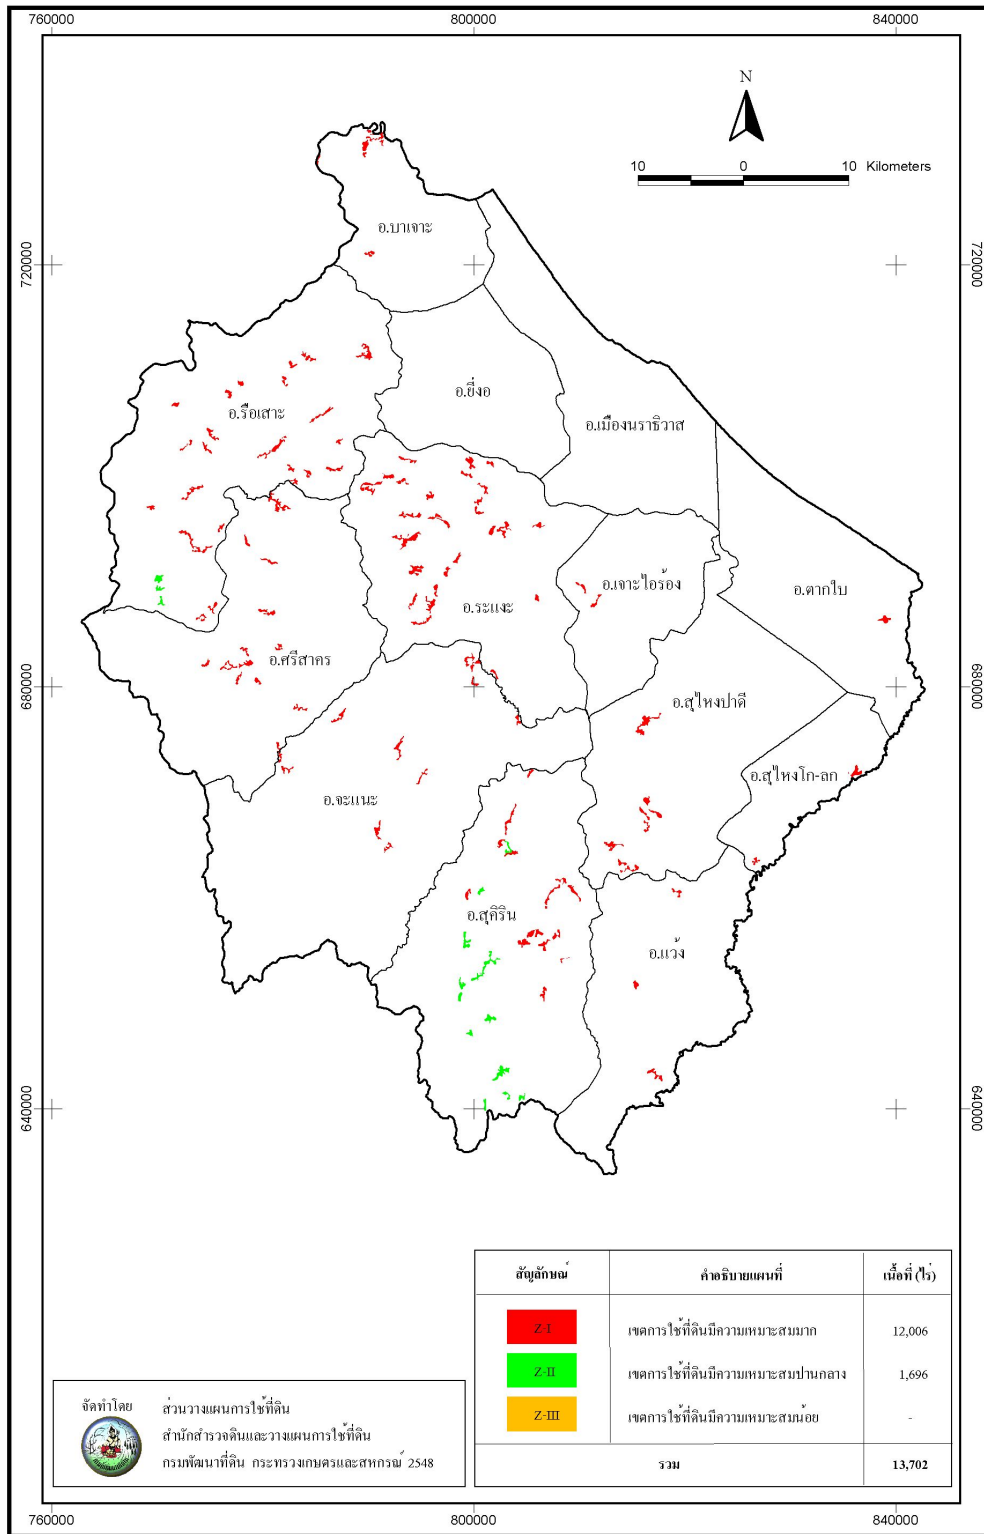 760000
800000
840000
N
10
0
10 Kilometers
720000
720000
อ.บาเจาะ
อ.ยี่งอ
อ.เมืองนราธิวาส
อ.รือเสาะ
อ.เจาะไอร้อง
อ.ตากใบ
อ.ระแงะ
อ.ศรีสาคร
680000
680000
อ.สุไหงปาดี
อ.สุไหงโก-ลก
อ.จะแนะ
อ.สุคิริน
อ.แว้ง
640000
640000
สัญลักษณ์ คำอธิบายแผนที่ เนื้อที่ (ไร่)
Z-I เขตการใช้ที่ดินมีความเหมาะสมมาก 12,006
Z-II เขตการใช้ที่ดินมีความเหมาะสมปานกลาง 1,696
Z-III เขตการใช้ที่ดินมีความเหมาะสมน้อย -
รวม 13,702
จัดทำโดย ส่วนวางแผนการใช้ที่ดิน
สำนักสำรวจดินและวางแผนการใช้ที่ดิน
กรมพัฒนาที่ดิน กระทรวงเกษตรและสหกรณ์ 2548
760000
800000
840000